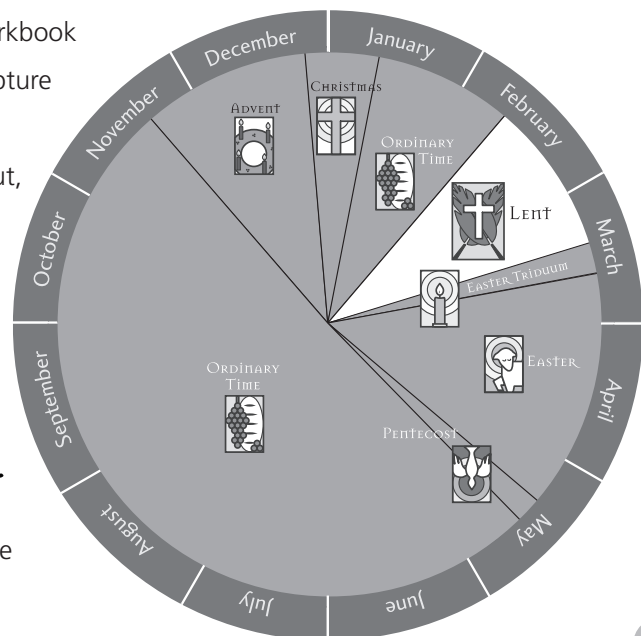 rkbook
pture
ut,
e
December
January
February
March
April
May
June
July
August
September
October
November
Advent
Christmas
Ordinary
Time
Lent
Easter Triduum
Easter
Pentecost
Ordinary
Time